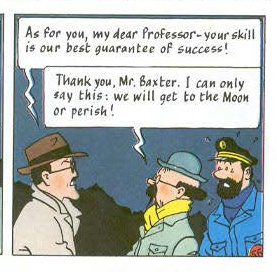 As for you, my dear Professor - your skill
is our best guarantee of success!
Thank you, Mr. Baxter. I can only
say this: we will get to the Moon
or perish!